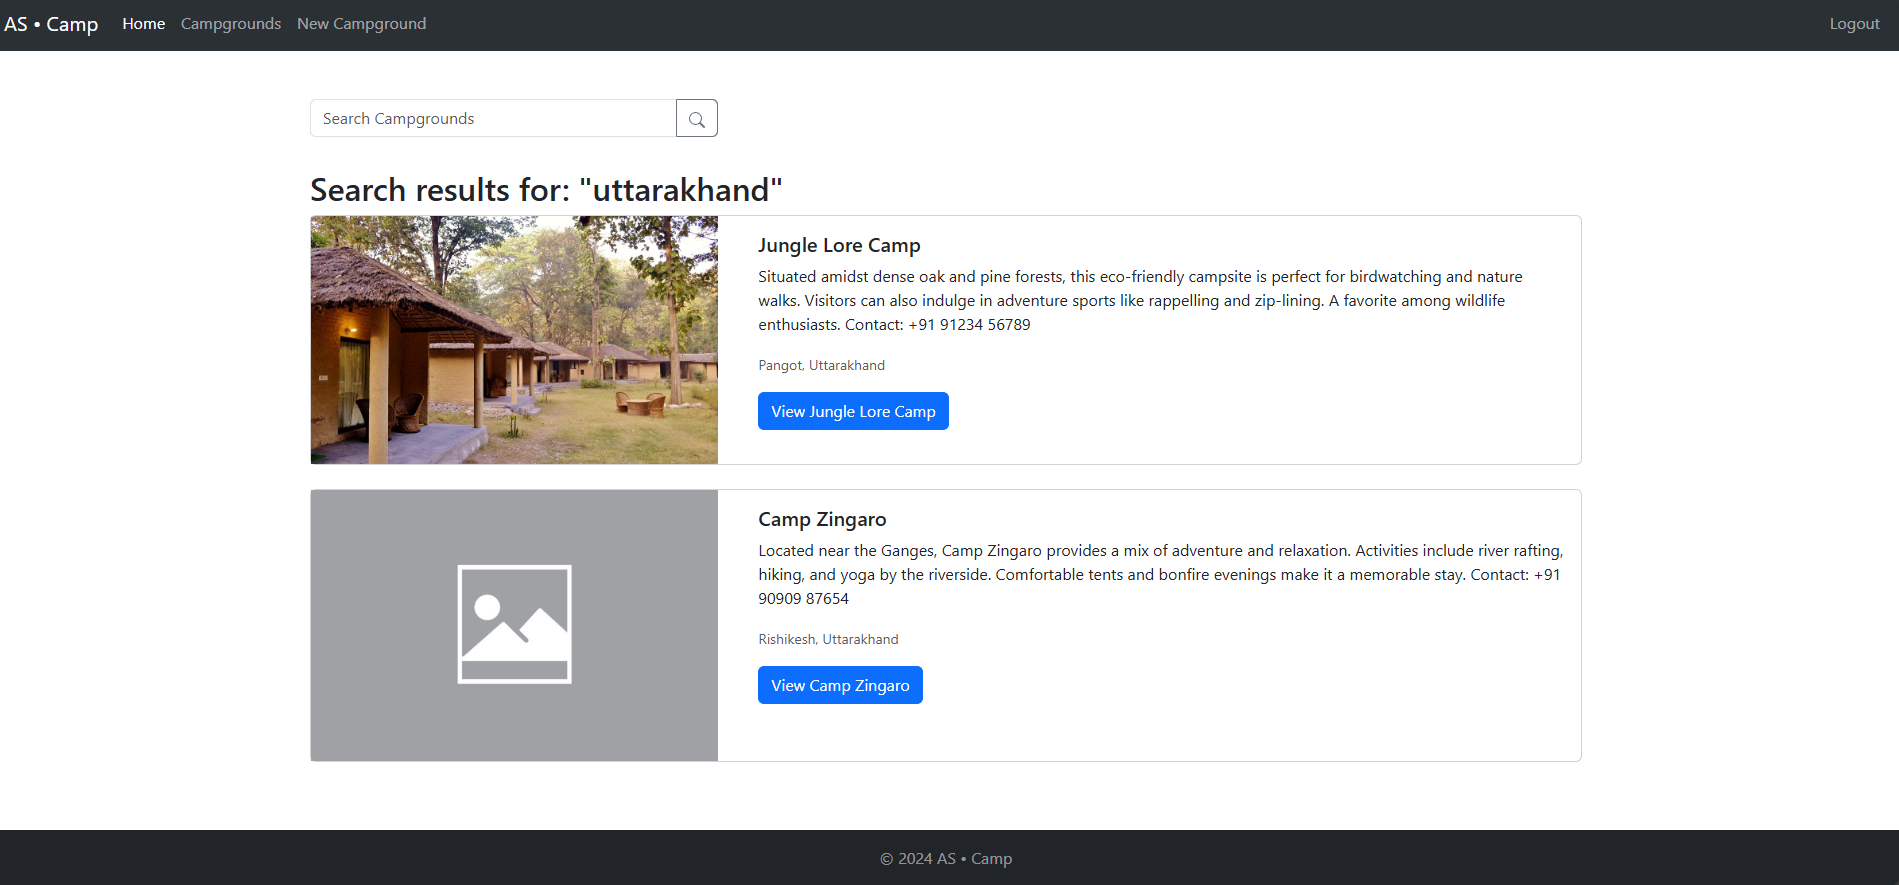 AS • Camp Home Campgrounds New Campground Logout
Search Campgrounds
Search results for: "uttarakhand"
Jungle Lore Camp
Situated amidst dense oak and pine forests, this eco-friendly campsite is perfect for birdwatching and nature
walks. Visitors can also indulge in adventure sports like rappelling and zip-lining. A favorite among wildlife
enthusiasts. Contact: +91 91234 56789
Pangot, Uttarakhand
View Jungle Lore Camp
Camp Zingaro
Located near the Ganges, Camp Zingaro provides a mix of adventure and relaxation. Activities include river rafting,
hiking, and yoga by the riverside. Comfortable tents and bonfire evenings make it a memorable stay. Contact: +91
90909 87654
Rishikesh, Uttarakhand
View Camp Zingaro
© 2024 AS • Camp